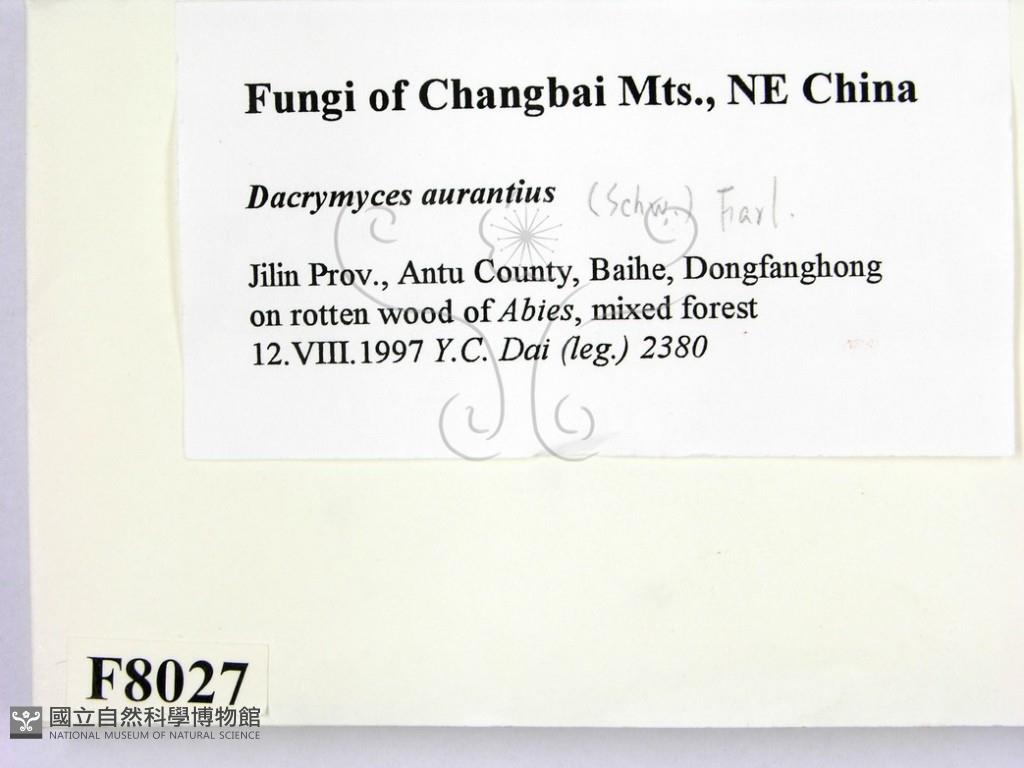 Fungi of Changbai Mts., NE China
Dacrymyces aurantius (Schw.) Farl.
Jilin Prov., Antu County, Baihe, Dongfanghong
on rotten wood of Abies, mixed forest
12.VIII.1997 Y.C. Dai (leg.) 2380
F8027
國立自然科學博物館
NATIONAL MUSEUM OF NATURAL SCIENCE